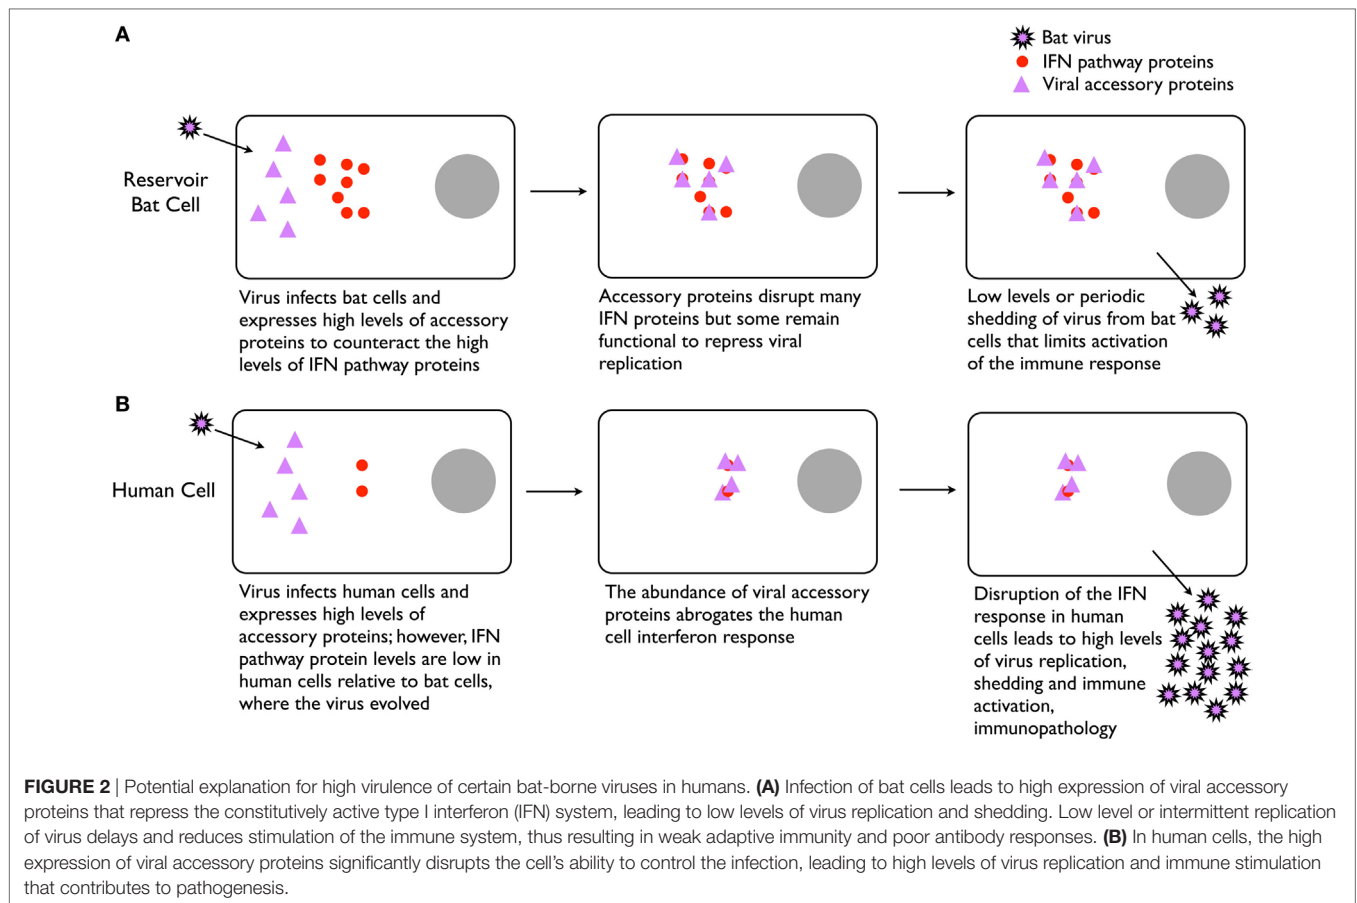 A
Bat virus
IFN pathway proteins
Viral accessory proteins
Reservoir
Bat Cell
Virus infects bat cells and
expresses high levels of accessory
proteins to counteract the high
levels of IFN pathway proteins
Accessory proteins disrupt many
IFN proteins but some remain
functional to repress viral
replication
Low levels or periodic
shedding of virus from bat
cells that limits activation
of the immune response
B
Human Cell
Virus infects human cells and
expresses high levels of
accessory proteins; however, IFN
pathway protein levels are low in
human cells relative to bat cells,
where the virus evolved
The abundance of viral accessory
proteins abrogates the human
cell interferon response
Disruption of the IFN
response in human
cells leads to high levels
of virus replication,
shedding and immune
activation,
immunopathology
FIGURE 2 | Potential explanation for high virulence of certain bat-borne viruses in humans. (A) Infection of bat cells leads to high expression of viral accessory
proteins that repress the constitutively active type I interferon (IFN) system, leading to low levels of virus replication and shedding. Low level or intermittent replication
of virus delays and reduces stimulation of the immune system, thus resulting in weak adaptive immunity and poor antibody responses. (B) In human cells, the high
expression of viral accessory proteins significantly disrupts the cell's ability to control the infection, leading to high levels of virus replication and immune stimulation
that contributes to pathogenesis.